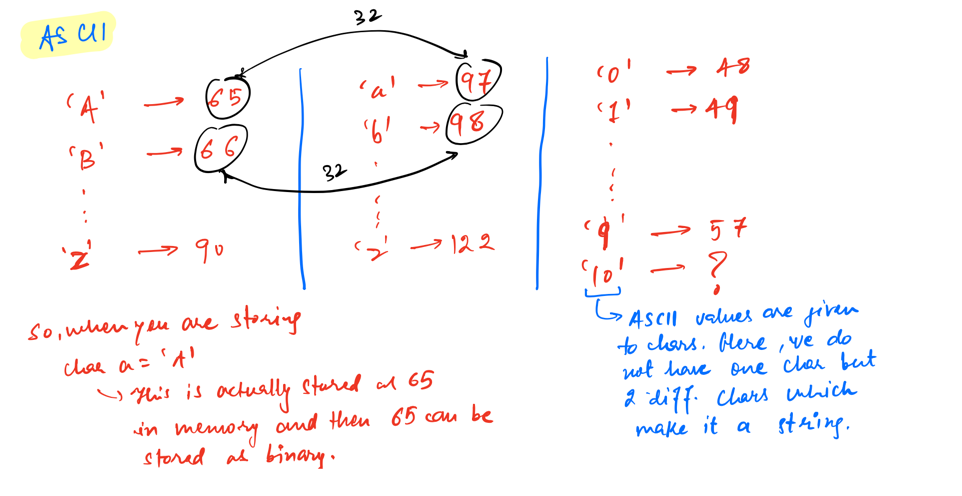 ASCII
32
'A' → 65
'B' → 66
'Z' → 90
'a' → 97
'b' → 98
'z' → 122
32
'0' → 48
'1' → 49
'9' → 57
'10' → ?
So, when you are storing
char a = 'A'
This is actually stored as 65
in memory and then 65 can be
stored as binary.
ASCII values are given
to chars. Here, we do
not have one char but
2 diff. chars which
make it a string.